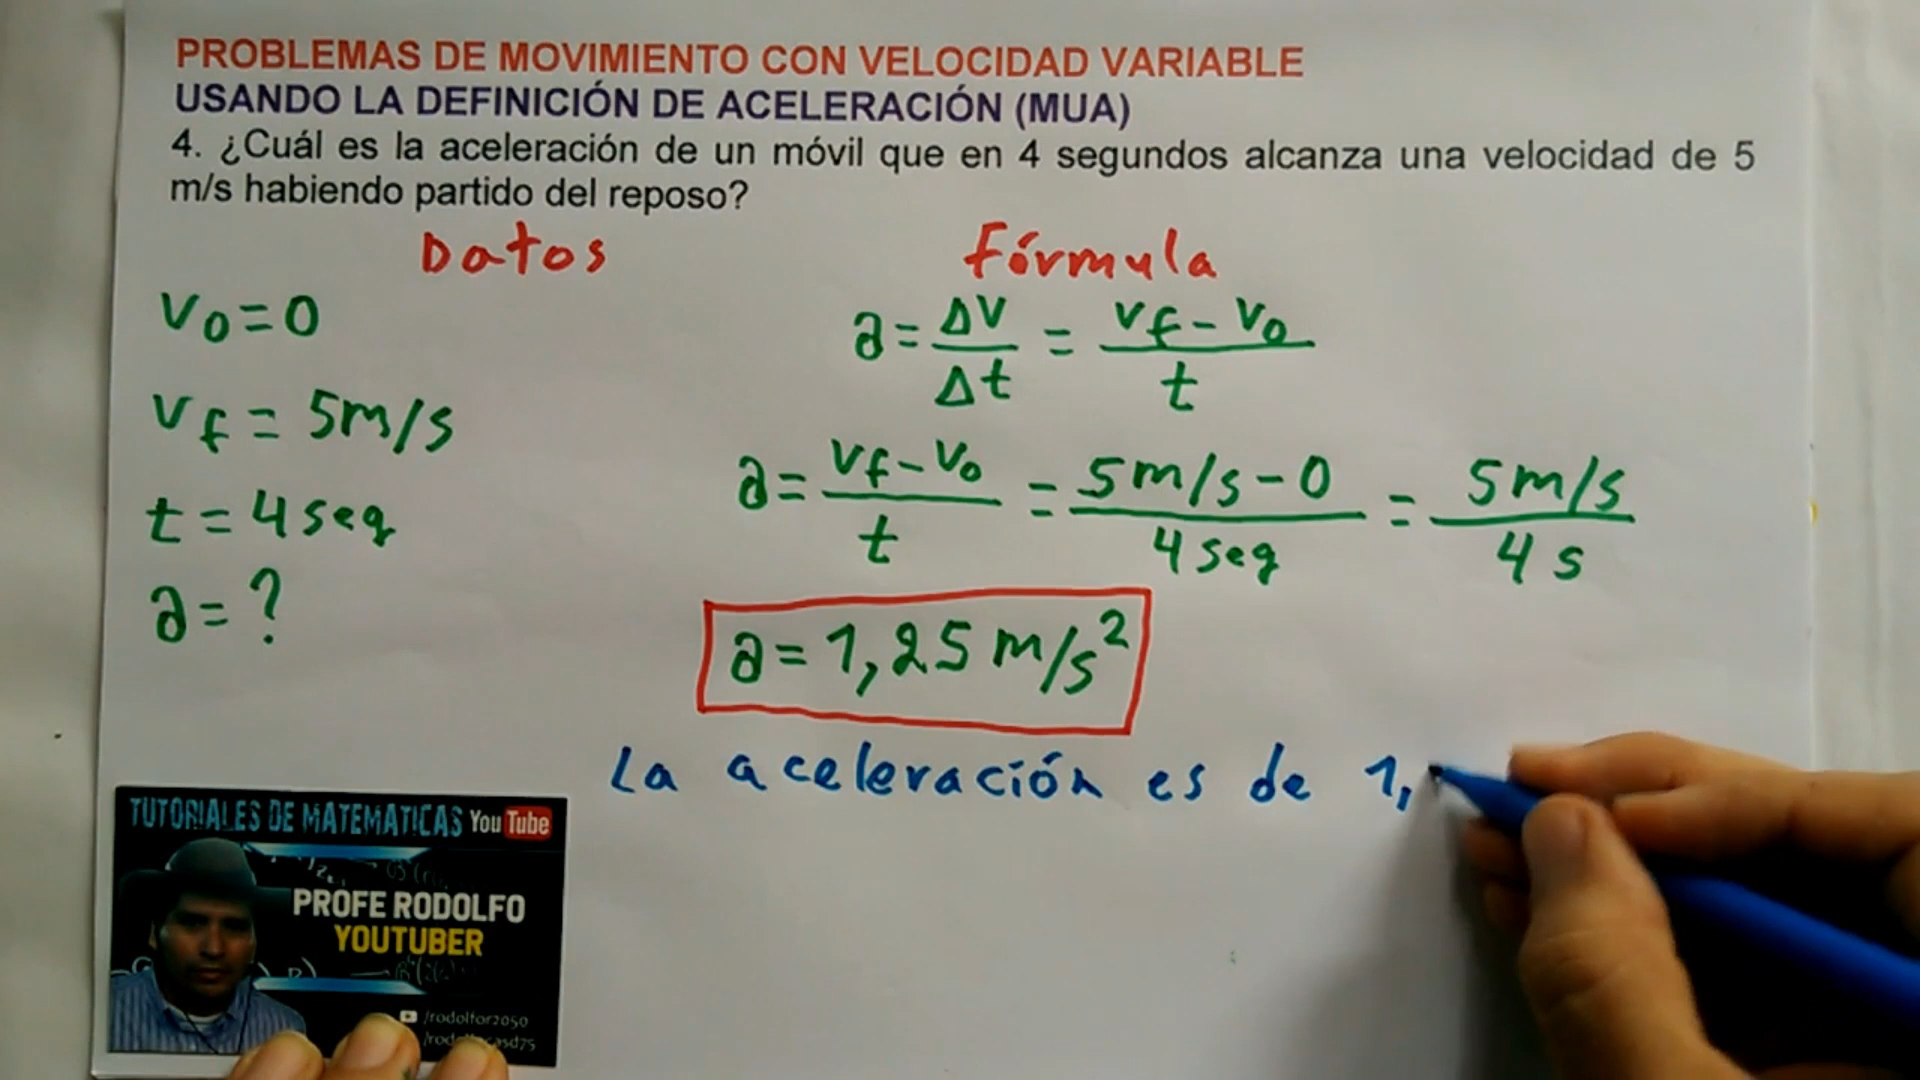 PROBLEMAS DE MOVIMIENTO CON VELOCIDAD VARIABLE
USANDO LA DEFINICIÓN DE ACELERACIÓN (MUA)
4. ¿Cuál es la aceleración de un móvil que en 4 segundos alcanza una velocidad de 5
m/s habiendo partido del reposo?
Datos
v₀=0
vf = 5m/s
t = 4seg
a = ?
Fórmula
a = Δv/Δt = (vf - v₀)/t
a = (vf - v₀)/t = (5m/s - 0)/(4seg) = (5m/s)/(4s)
a = 1,25 m/s²
La aceleración es de 1,
TUTORIALES DE MATEMATICAS YouTube
PROFE RODOLFO
YOUTUBER
/rodolfor2050